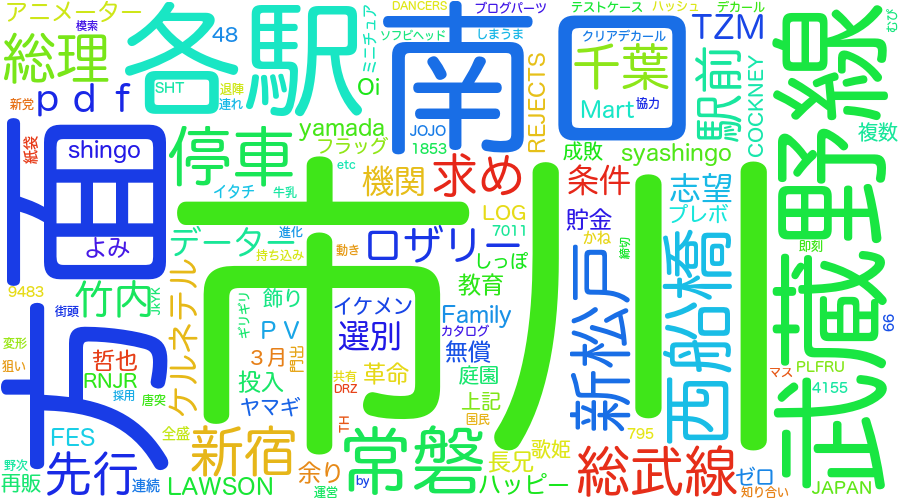 アニメーター
模索
総理
各駅
48
DANCERS
ブログパーツ
ソフビヘッド
しまうま
ミニチュア
テストケース
ハッシュ
デカール
クリアデカール
TZM
むび
pdf
SHT
退陣
連れ
Oi
南口
千葉
Mart
協力
駅前
COCKNEY
REJECTS
武蔵野線
複数
新党
紙袋
shingo
停車
yamada
フラッグ
JOJO
1853
etc
成敗
syashingo
方面
よみ
イタチ
牛乳
機関
求め
条件
志望
プレボ
データー
進化
持ち込み
動き
ロザリー
LOG
7011
貯金
かね
締切
即刻
しっぽ
市川
西船橋
新松戸
9483
竹内
街頭
JKYK
ケルネテル
ギリギリ
飾り
PV
イケメン
選別
教育
Family
カタログ
無償
66
変形
狙い
哲也
RNJR
採用
唐突
3月
投入
ヤマギ
共有
DRZ
革命
庭園
上記
国民
マス
PLFRU
4155
TH
FES
全盛
新宿
常磐
795
歌姫
長兄
総武線
野次
再販
先行
連続
LAWSON
余り
運営
by
ハッピー
ゼロ
知り合い
JAPAN